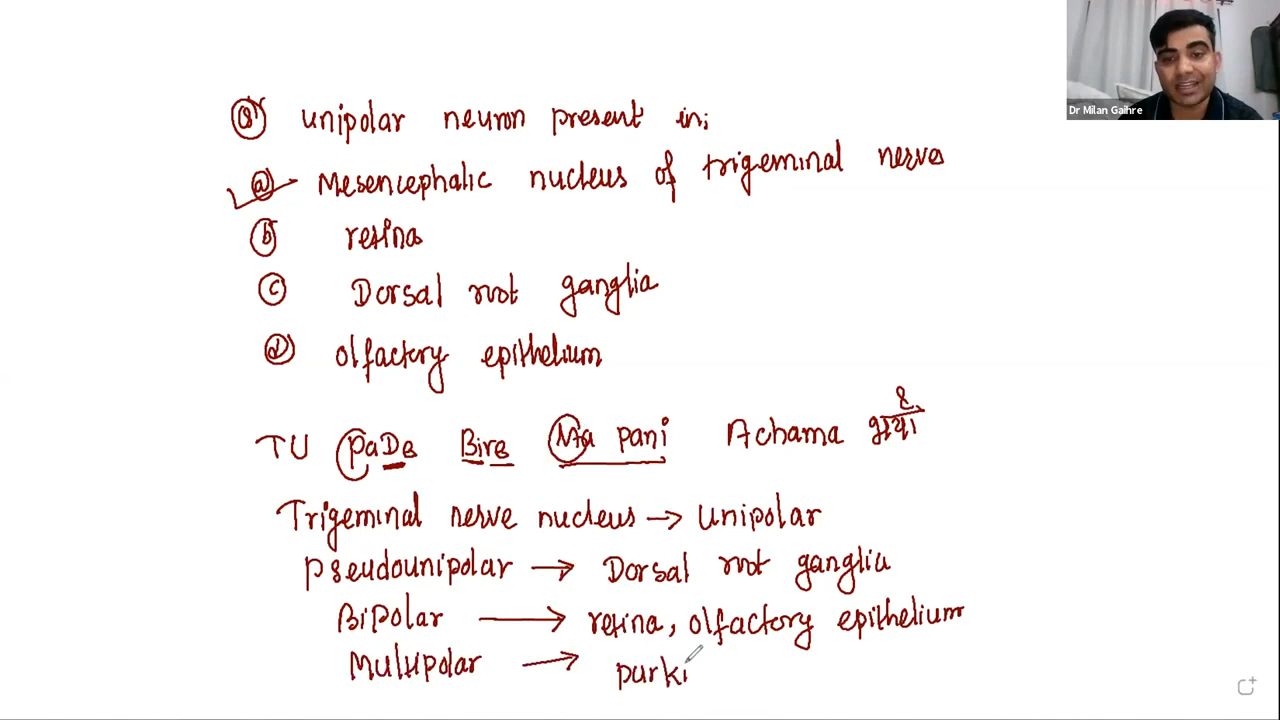 Dr Milan Gaihre
Q unipolar neuron present in;
a Mesencephalic nucleus of trigeminal nerve
b retina
c Dorsal root ganglia
d olfactory epithelium
TU PaDe Bire Ma pani Achama
Trigeminal nerve nucleus → Unipolar
Pseudounipolar → Dorsal root ganglia
Bipolar → retina, olfactory epithelium
Multipolar → purki